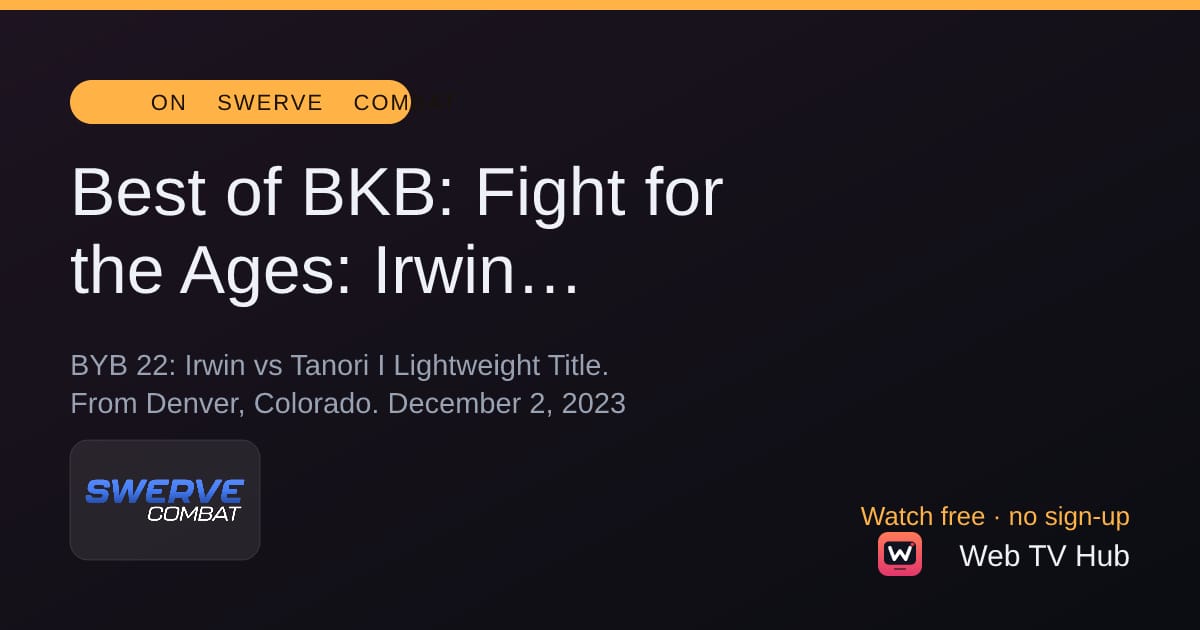 ON SWERVE COMBAT
Best of BKB: Fight for
the Ages: Irwin…
BYB 22: Irwin vs Tanori I Lightweight Title.
From Denver, Colorado. December 2, 2023
SWERVE
COMBAT
Watch free · no sign-up
W
Web TV Hub